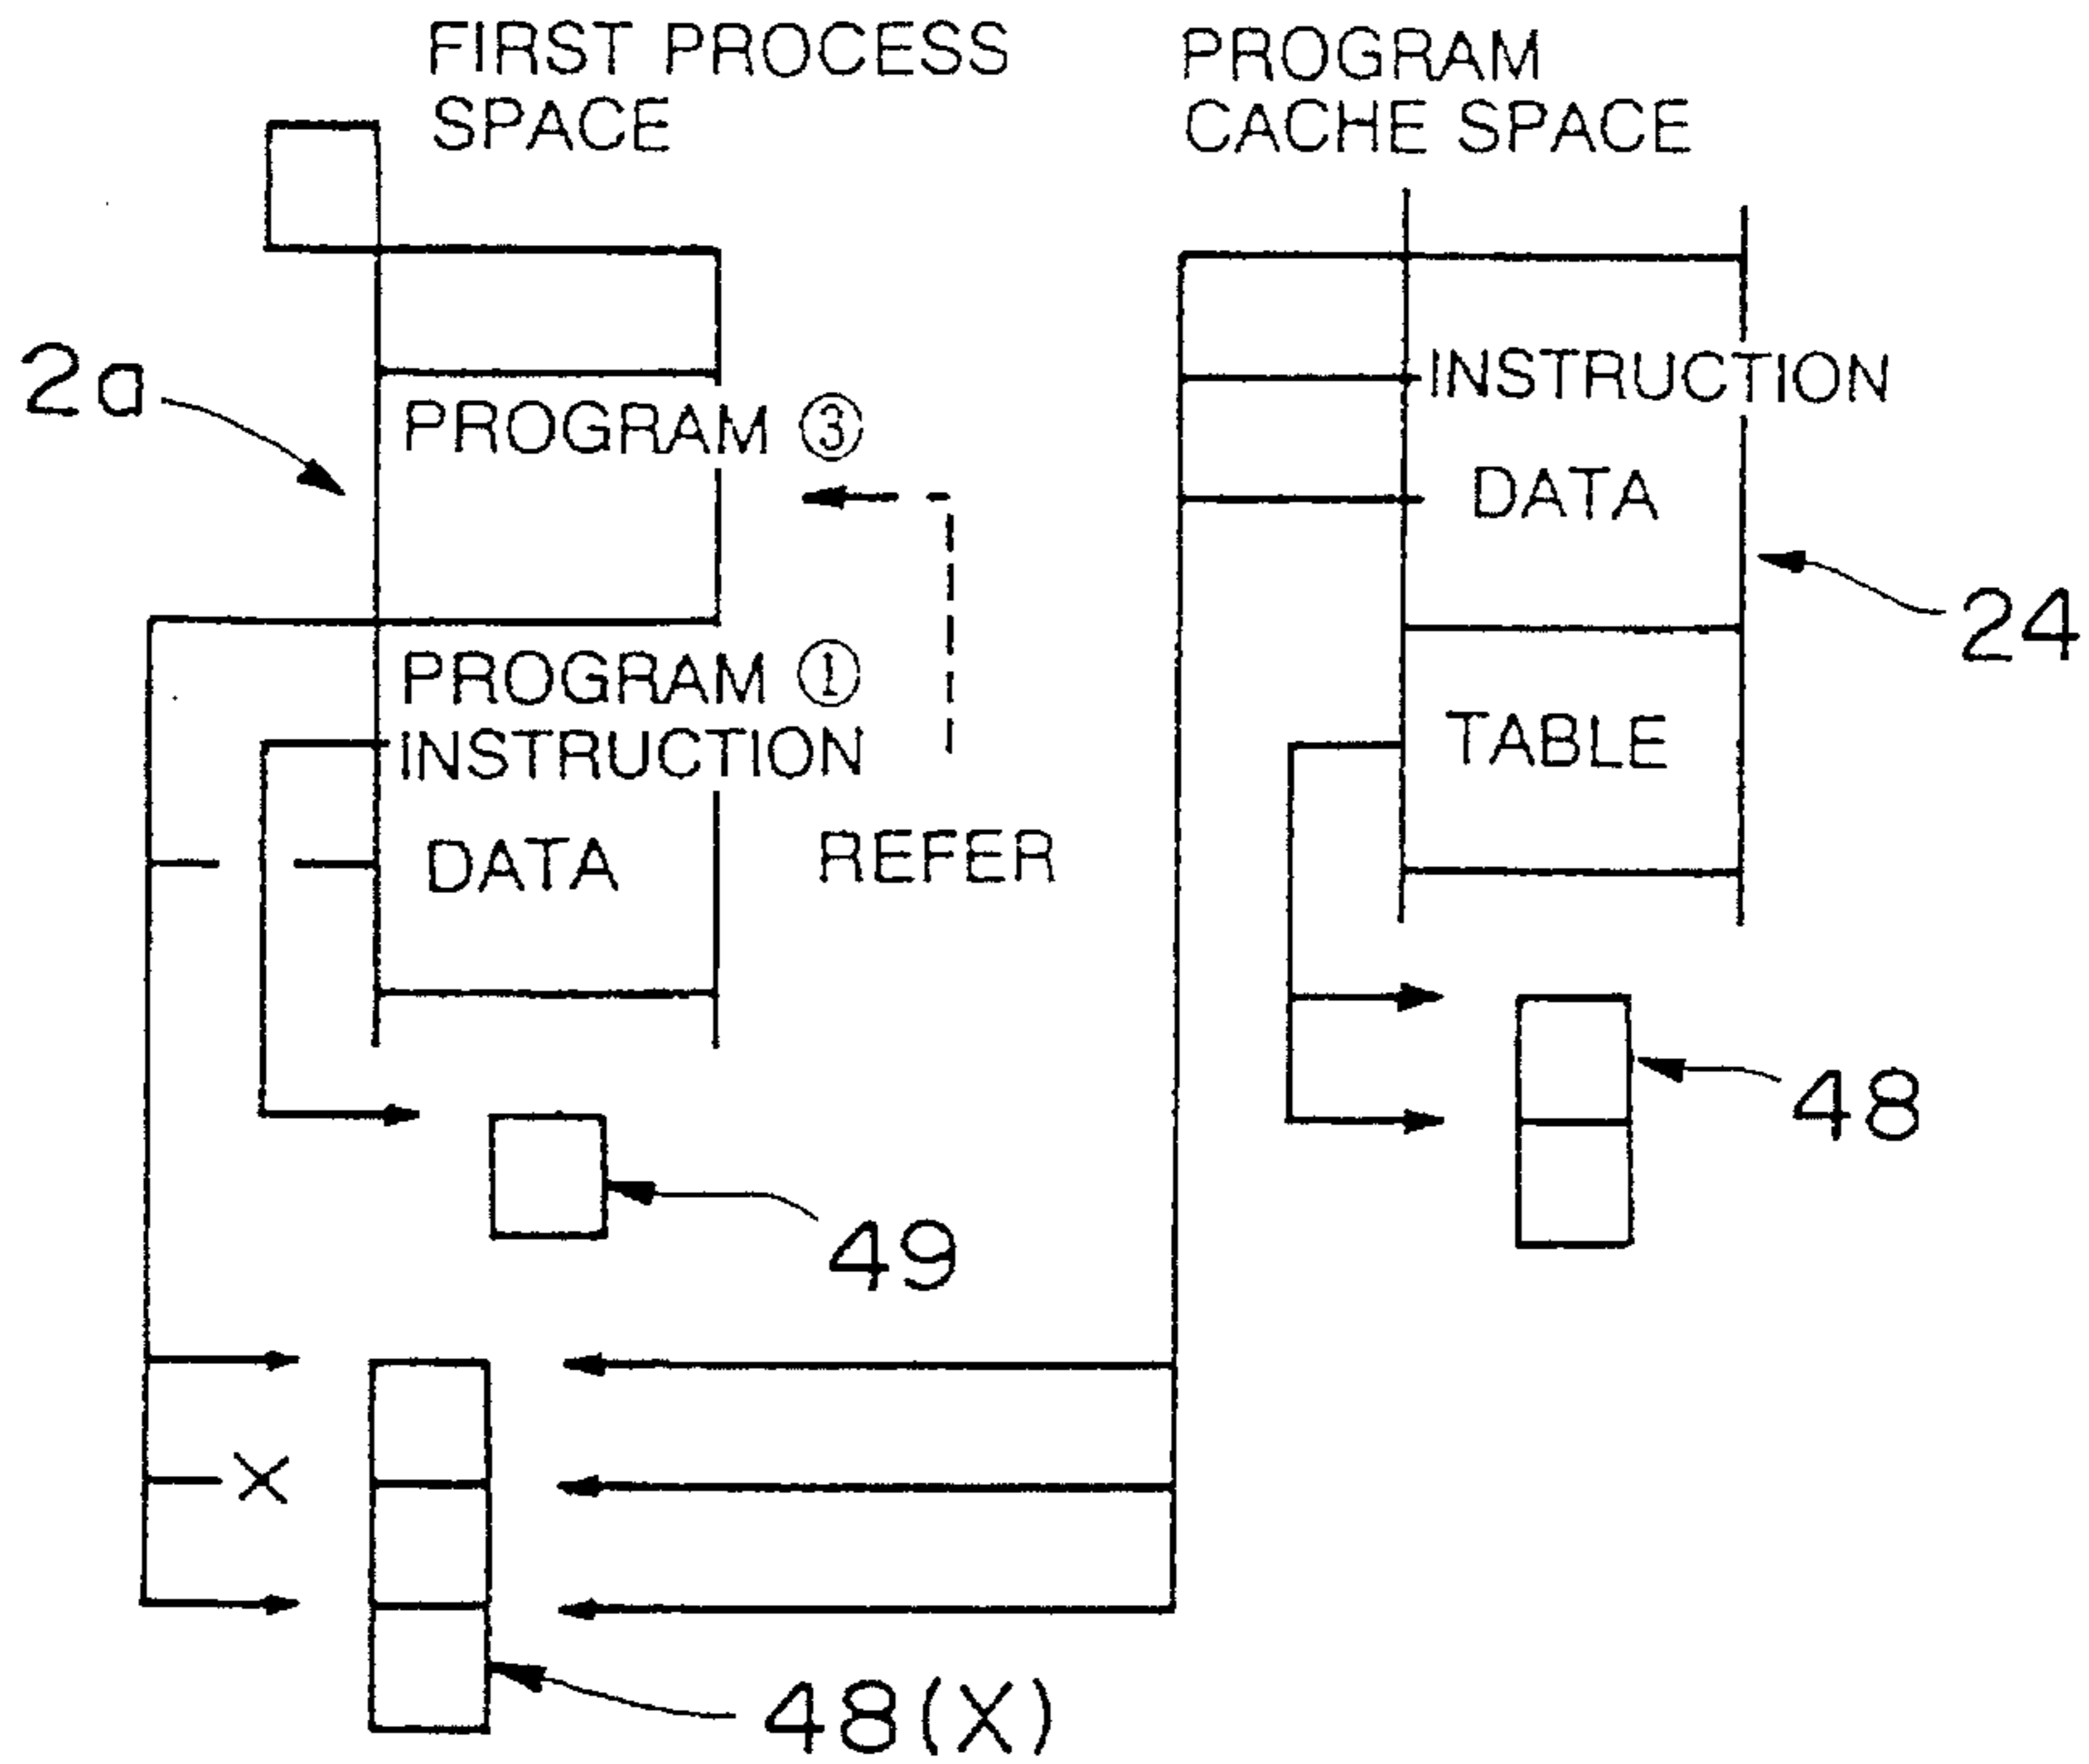 FIRST PROCESS
SPACE
PROGRAM
CACHE SPACE
2a
PROGRAM ③
INSTRUCTION
DATA
24
PROGRAM ①
INSTRUCTION
DATA
REFER
TABLE
48
49
X
48(X)